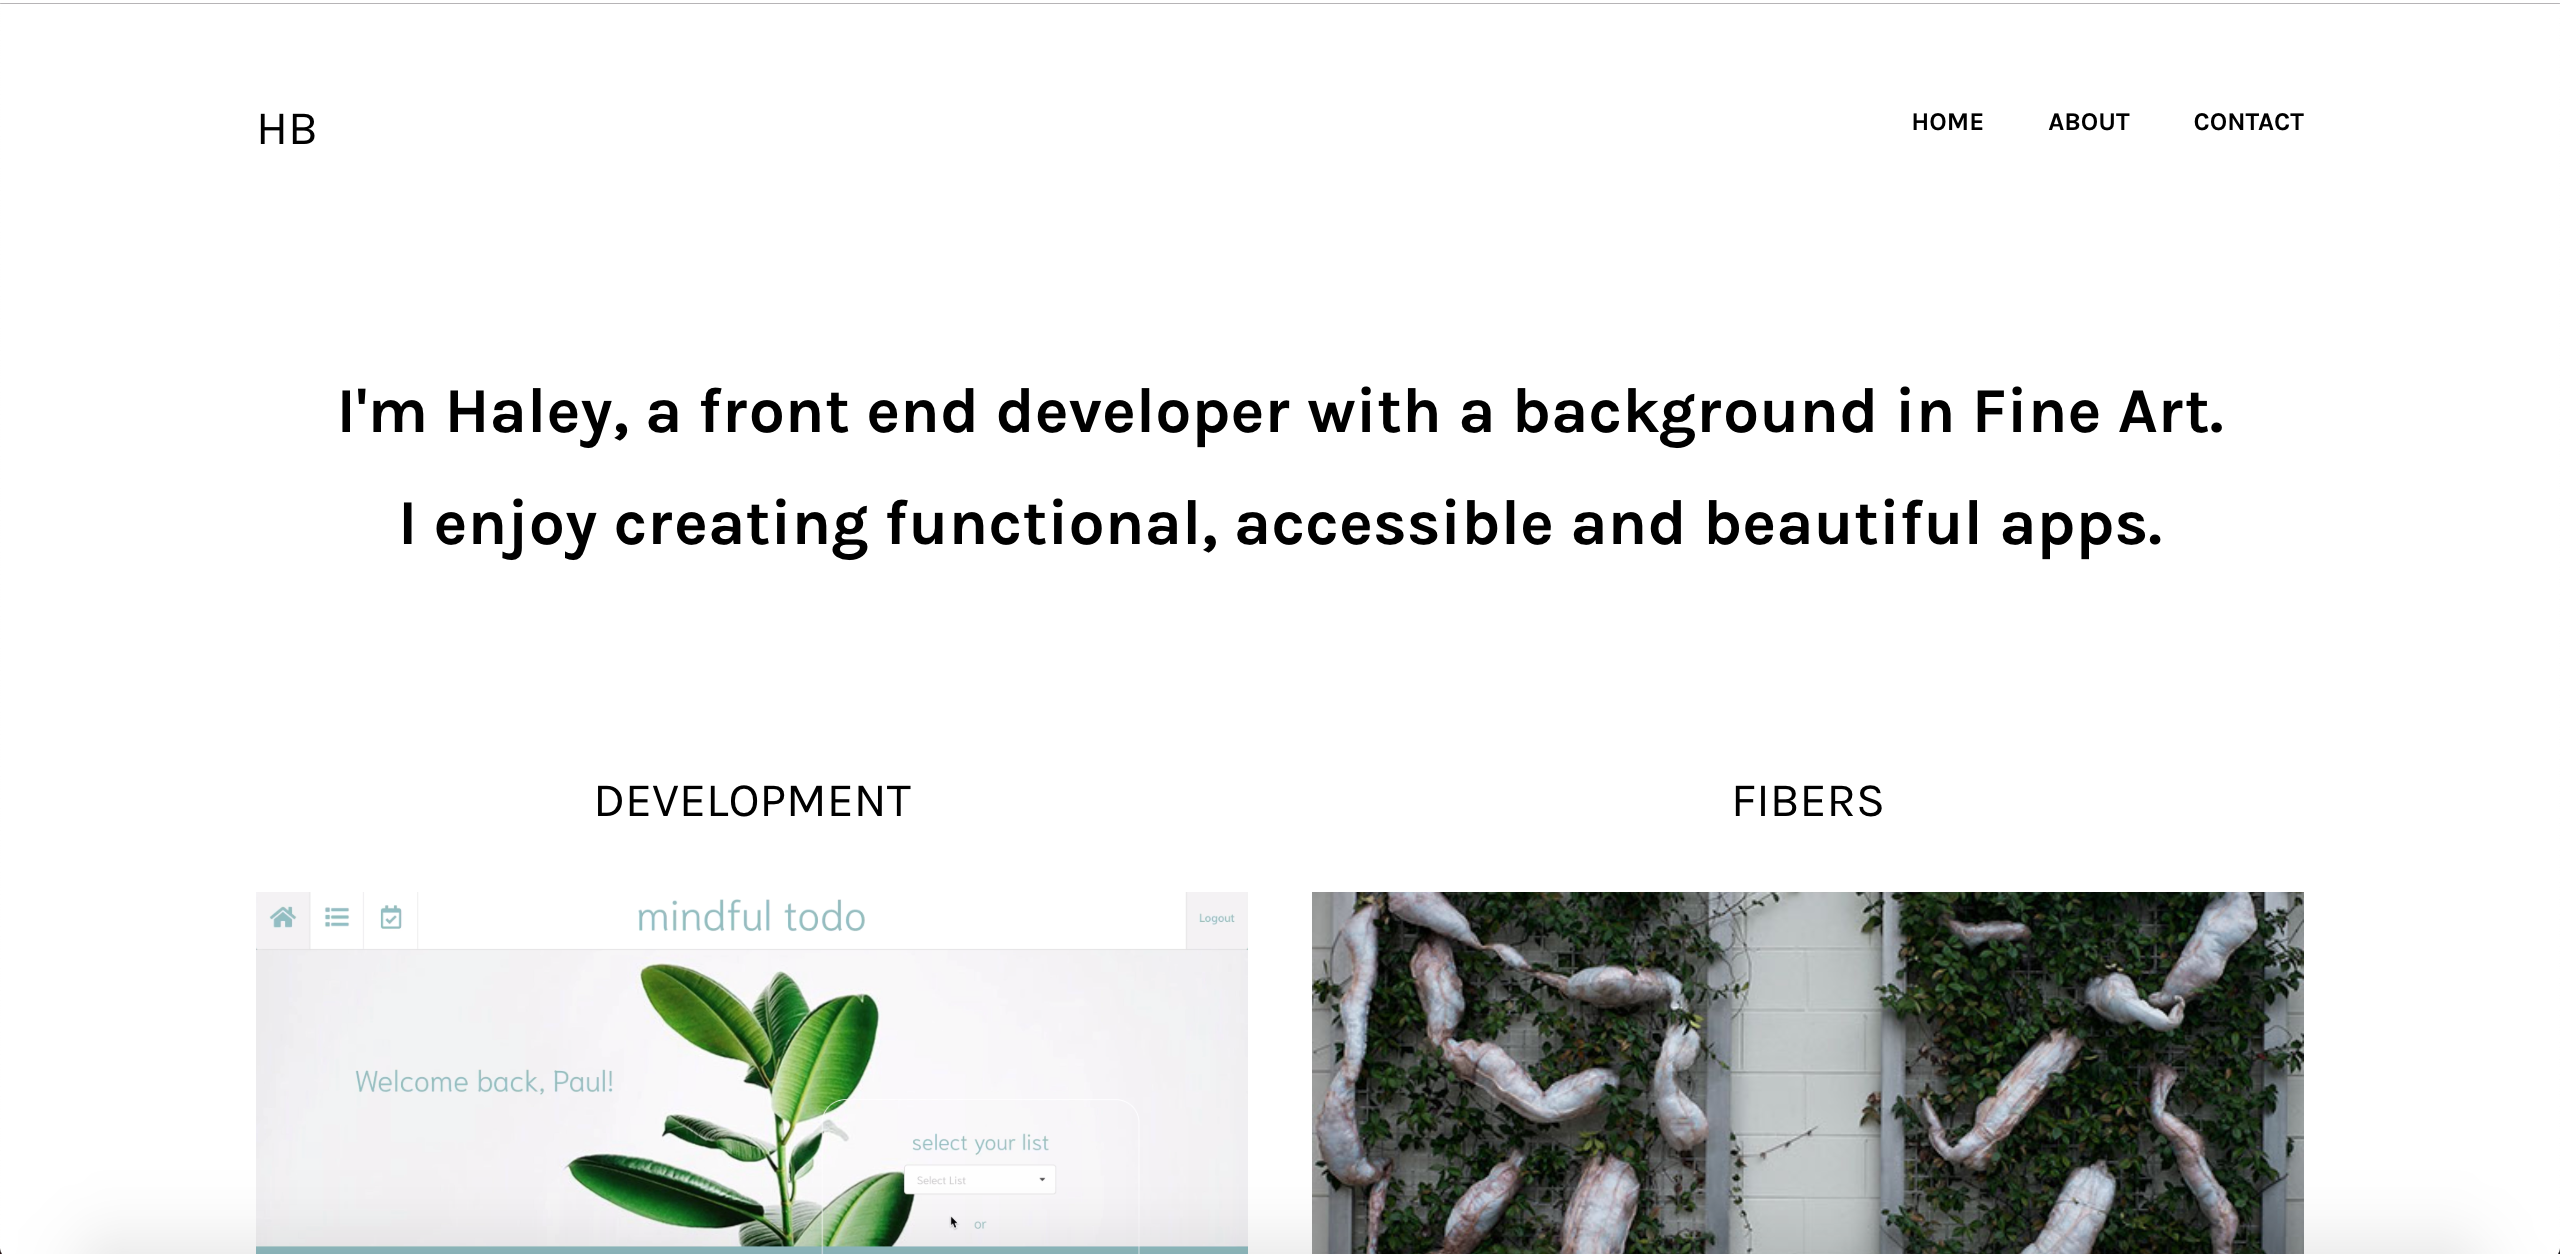 HB
HOME ABOUT CONTACT
I'm Haley, a front end developer with a background in Fine Art.
I enjoy creating functional, accessible and beautiful apps.
DEVELOPMENT
FIBERS
mindful todo
Logout
Welcome back, Paul!
select your list
Select List
or